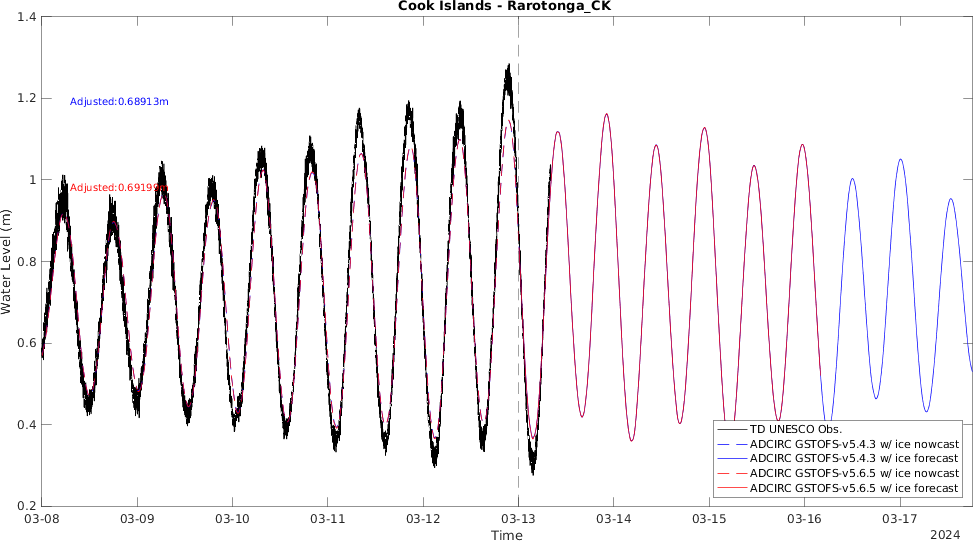 Cook Islands - Rarotonga_CK
1.4
1.2
1
0.8
0.6
0.4
0.2
Water Level (m)
Adjusted:0.68913m
Adjusted:0.69199m
TD UNESCO Obs.
ADCIRC GSTOFS-v5.4.3 w/ ice nowcast
ADCIRC GSTOFS-v5.4.3 w/ ice forecast
ADCIRC GSTOFS-v5.6.5 w/ ice nowcast
ADCIRC GSTOFS-v5.6.5 w/ ice forecast
03-08 03-09 03-10 03-11 03-12 03-13 03-14 03-15 03-16 03-17
Time
2024